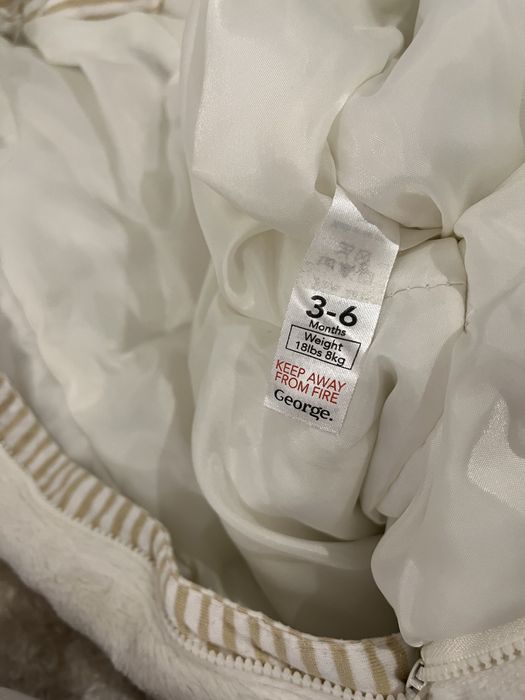 3-6
Months
Weight
18lbs 8kg
KEEP AWAY
FROM FIRE
George.